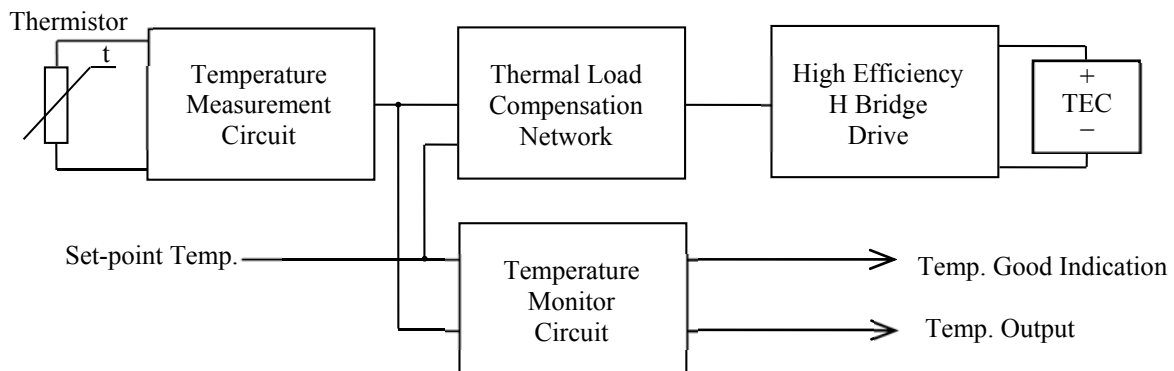 Thermistor
t
Temperature
Measurement
Circuit
Thermal Load
Compensation
Network
High Efficiency
H Bridge
Drive
+
TEC
−
Set-point Temp.
Temperature
Monitor
Circuit
Temp. Good Indication
Temp. Output